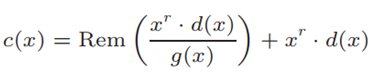 c(x) = Rem ( x^r · d(x) / g(x) ) + x^r · d(x)